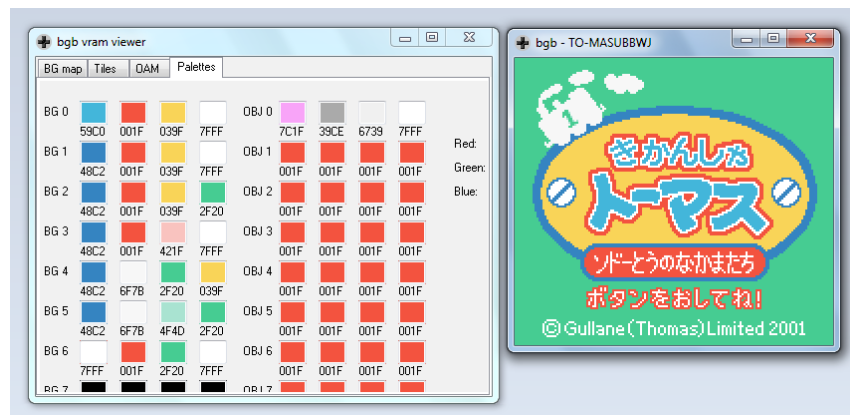 bgb vram viewer
BG map Tiles OAM Palettes
BG 0 59C0 001F 039F 7FFF OBJ 0 7C1F 39CE 6739 7FFF
BG 1 48C2 001F 039F 7FFF OBJ 1 001F 001F 001F 001F
BG 2 48C2 001F 039F 2F20 OBJ 2 001F 001F 001F 001F
BG 3 48C2 001F 421F 7FFF OBJ 3 001F 001F 001F 001F
BG 4 48C2 6F7B 2F20 039F OBJ 4 001F 001F 001F 001F
BG 5 48C2 6F7B 4F4D 2F20 OBJ 5 001F 001F 001F 001F
BG 6 7FFF 001F 2F20 7FFF OBJ 6 001F 001F 001F 001F
BG 7 OBJ 7
Red:
Green:
Blue:
bgb - TO-MASUBBWJ
1
きかんしゃ
トーマス
ソドーとうのなかまたち
ボタンをおしてね!
©Gullane(Thomas)Limited 2001